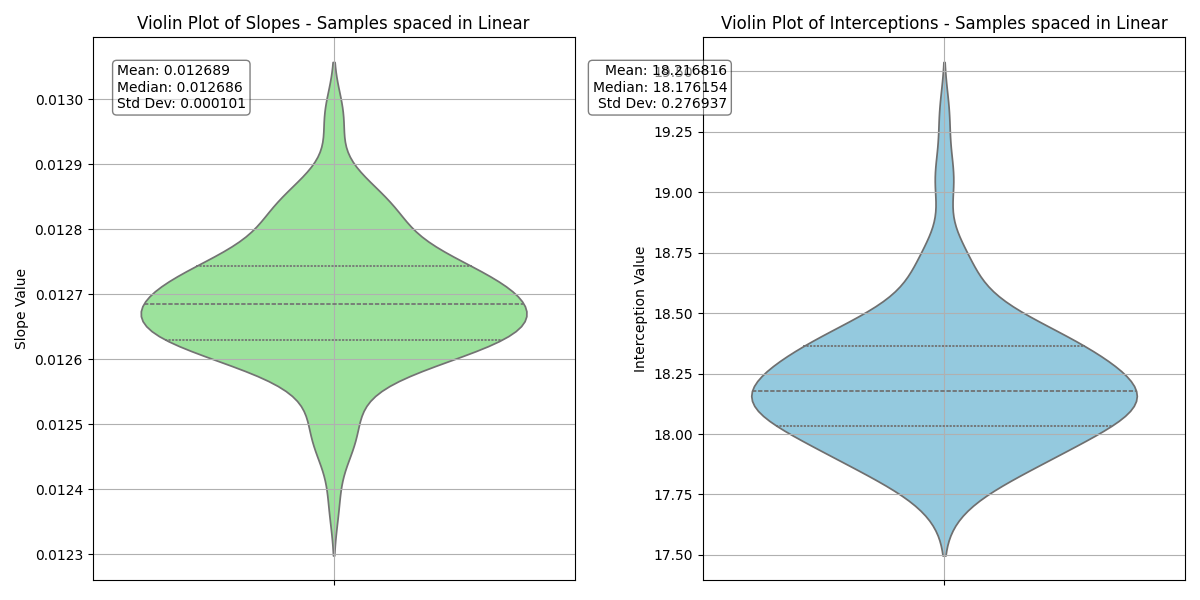 Violin Plot of Slopes - Samples spaced in Linear
Mean: 0.012689
Median: 0.012686
Std Dev: 0.000101
0.0130
0.0129
0.0128
0.0127
0.0126
0.0125
0.0124
0.0123
Slope Value
Violin Plot of Interceptions - Samples spaced in Linear
Mean: 18.216816
Median: 18.176154
Std Dev: 0.276937
19.50
19.25
19.00
18.75
18.50
18.25
18.00
17.75
17.50
Interception Value